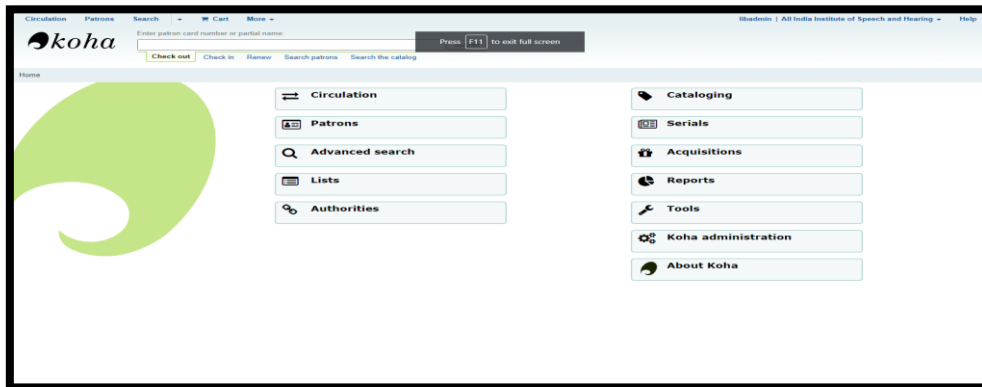 Circulation Patrons Search Cart More libadmin | All India Institute of Speech and Hearing Help
koha
Enter patron card number or partial name:
Press F11 to exit full screen
Check out Check in Renew Search patrons Search the catalog
Home
Circulation Cataloging
Patrons Serials
Advanced search Acquisitions
Lists Reports
Authorities Tools
Koha administration
About Koha